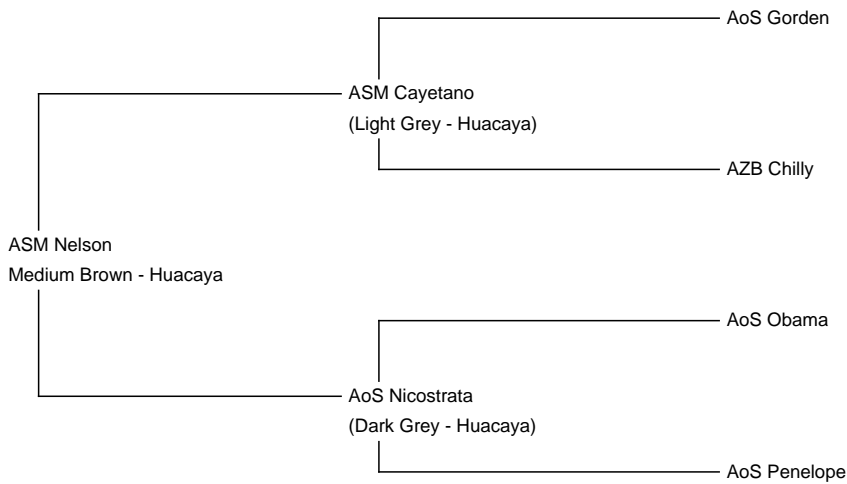 AoS Gorden
ASM Cayetano
(Light Grey - Huacaya)
AZB Chilly
ASM Nelson
Medium Brown - Huacaya
AoS Obama
AoS Nicostrata
(Dark Grey - Huacaya)
AoS Penelope